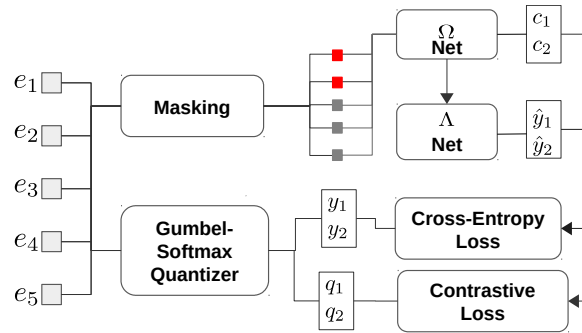 e₁
e₂
e₃
e₄
e₅
Masking
Gumbel-
Softmax
Quantizer
Ω
Net
Λ
Net
c₁
c₂
ŷ₁
ŷ₂
y₁
y₂
q₁
q₂
Cross-Entropy
Loss
Contrastive
Loss